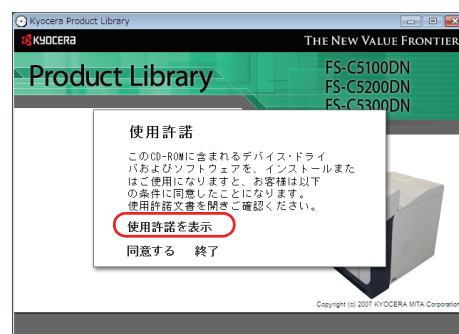 Kyocera Product Library
KYOCERA
THE NEW VALUE FRONTIER
Product Library
FS-C5100DN
FS-C5200DN
FS-C5300DN
使用許諾
このCD-ROMに含まれるデバイス・ドライ
バおよびソフトウェアを、インストールまた
はご使用になりますと、お客様は以下
の条件に同意したことになります。
使用許諾文書を開きご確認ください。
使用許諾を表示
同意する 終了
Copyright (c) 2007 KYOCERA MITA Corporation